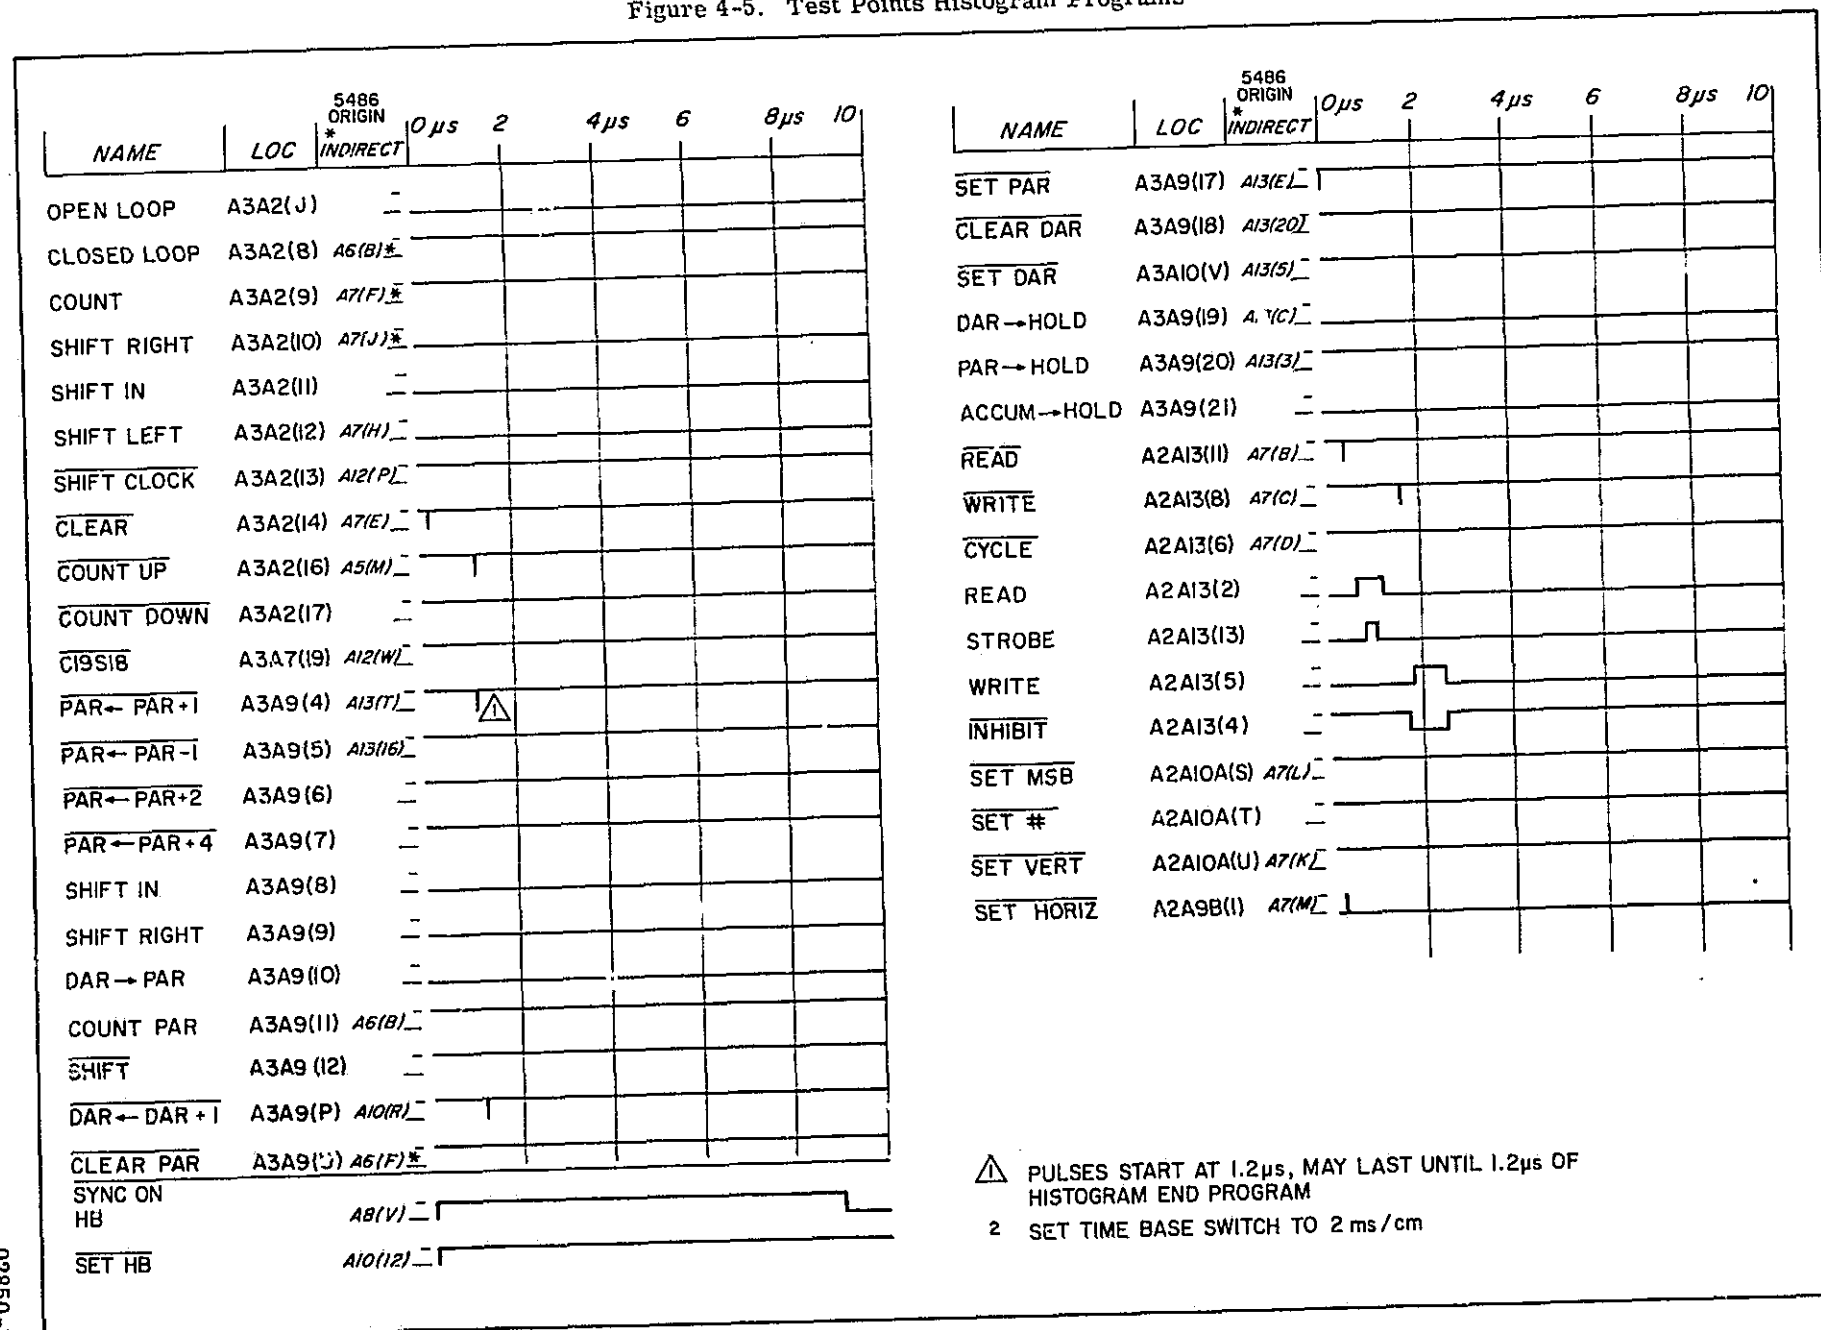 Figure 4-5. Test Points Histogram Programs
NAME LOC 5486 ORIGIN * INDIRECT 0 µs 2 4 µs 6 8 µs 10
OPEN LOOP A3A2(J)
CLOSED LOOP A3A2(8) A6(B)*
COUNT A3A2(9) A7(F)*
SHIFT RIGHT A3A2(10) A7(J)*
SHIFT IN A3A2(11)
SHIFT LEFT A3A2(12) A7(H)
SHIFT CLOCK A3A2(13) A12(P)
CLEAR A3A2(14) A7(E)
COUNT UP A3A2(16) A5(M)
COUNT DOWN A3A2(17)
C19S18 A3A7(19) A12(W)
PAR← PAR+1 A3A9(4) A13(T) 1
PAR← PAR-1 A3A9(5) A13(16)
PAR← PAR+2 A3A9(6)
PAR← PAR+4 A3A9(7)
SHIFT IN A3A9(8)
SHIFT RIGHT A3A9(9)
DAR→ PAR A3A9(10)
COUNT PAR A3A9(11) A6(B)
SHIFT A3A9(12)
DAR← DAR+1 A3A9(P) A10(R)
CLEAR PAR A6(F)*
SYNC ON
HB A8(V)
SET HB A10(12)
NAME LOC 5486 ORIGIN * INDIRECT 0 µs 2 4 µs 6 8 µs 10
SET PAR A3A9(17) A13(E)
CLEAR DAR A3A9(18) A13(20)
SET DAR A3A10(V) A13(5)
DAR→HOLD A3A9(19)
PAR→HOLD A3A9(20) A13(3)
ACCUM→HOLD A3A9(21)
READ A2A13(11) A7(B)
WRITE A2A13(8) A7(C)
CYCLE A2A13(6) A7(D)
READ A2A13(2)
STROBE A2A13(13)
WRITE A2A13(5)
INHIBIT A2A13(4)
SET MSB A2A10A(S) A7(L)
SET # A2A10A(T)
SET VERT A2A10A(U) A7(K)
SET HORIZ A2A9B(1) A7(M)
1 PULSES START AT 1.2µs, MAY LAST UNTIL 1.2µs OF
HISTOGRAM END PROGRAM
2 SET TIME BASE SWITCH TO 2 ms/cm